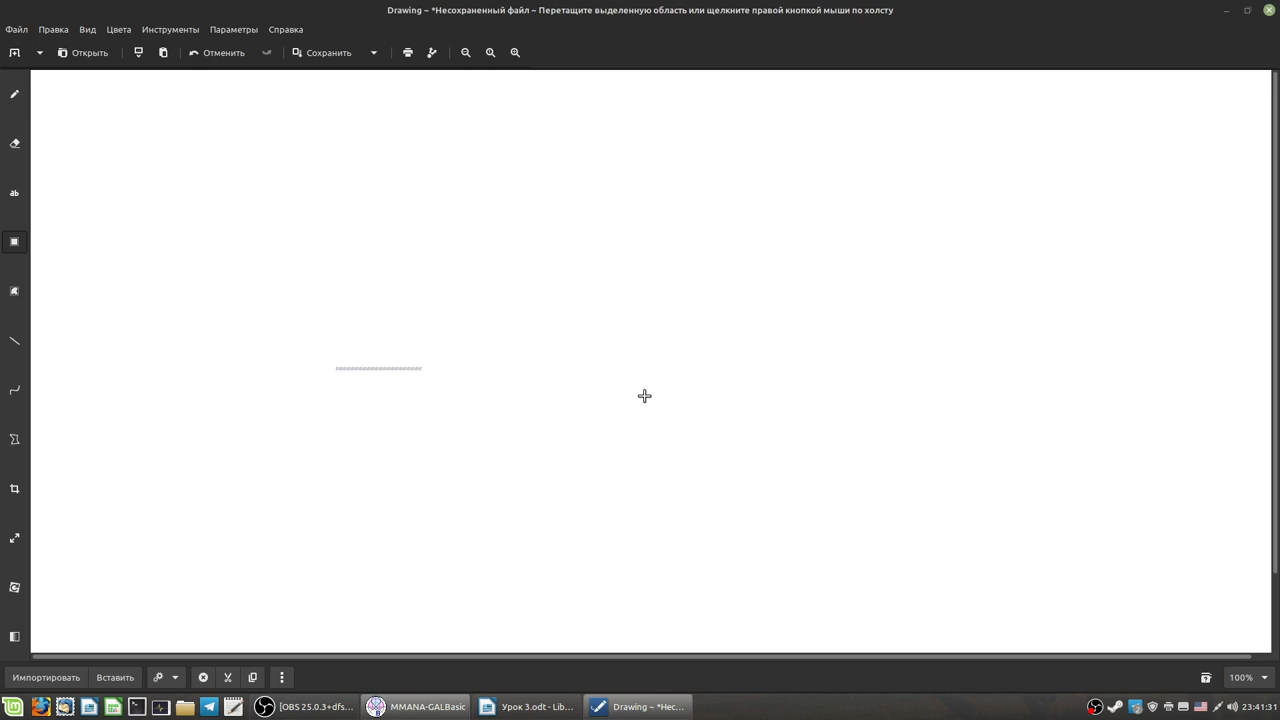 Drawing ~ *Несохраненный файл ~ Перетащите выделенную область или щелкните правой кнопкой мыши по холсту
Файл Правка Вид Цвета Инструменты Параметры Справка
Открыть Отменить Сохранить
ab
Импортировать Вставить 100%
[OBS 25.0.3+dfs... MMANA-GALBasic Урок 3.odt - Lib... Drawing ~ *Нес... 23:41:31